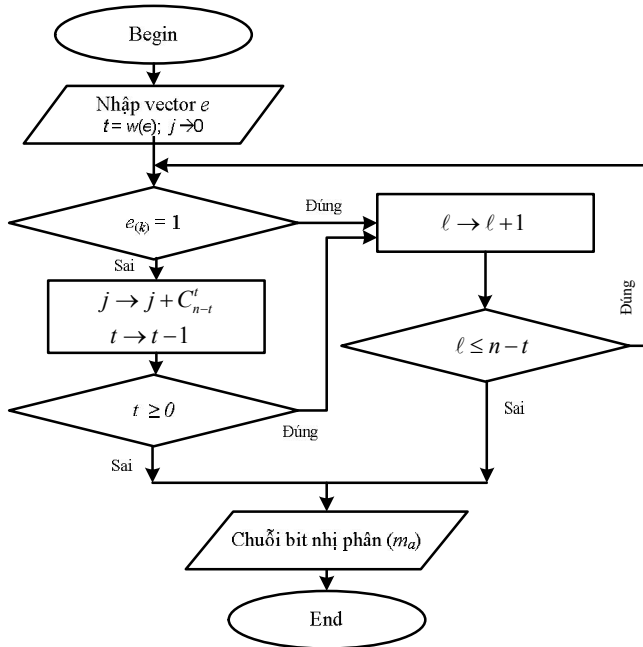 Begin
Nhập vector e
t = w(e); j →0
e(k) = 1
Đúng
ℓ → ℓ +1
Sai
j → j + C^t_{n−t}
t → t −1
ℓ ≤ n − t
Đúng
t ≥ 0
Đúng
Sai
Sai
Chuỗi bit nhị phân (mₐ)
End